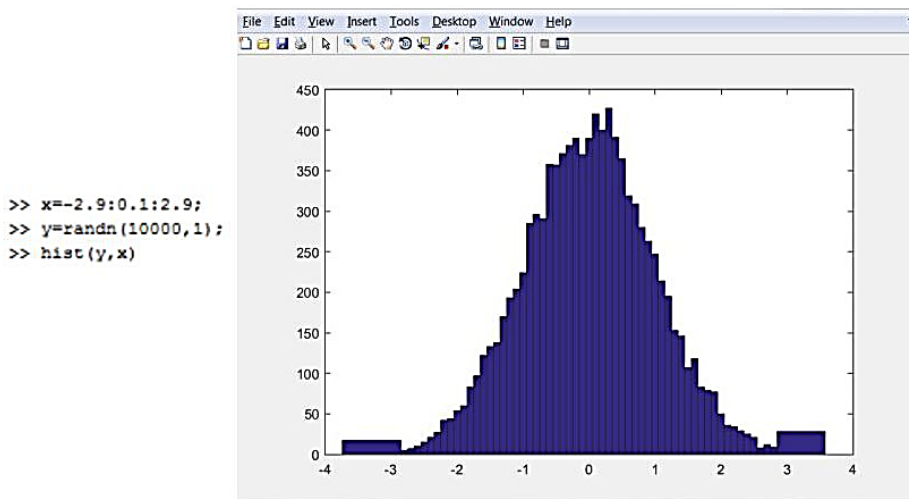 File Edit View Insert Tools Desktop Window Help
>> x=-2.9:0.1:2.9;
>> y=randn(10000,1);
>> hist(y,x)
450
400
350
300
250
200
150
100
50
0
-4 -3 -2 -1 0 1 2 3 4